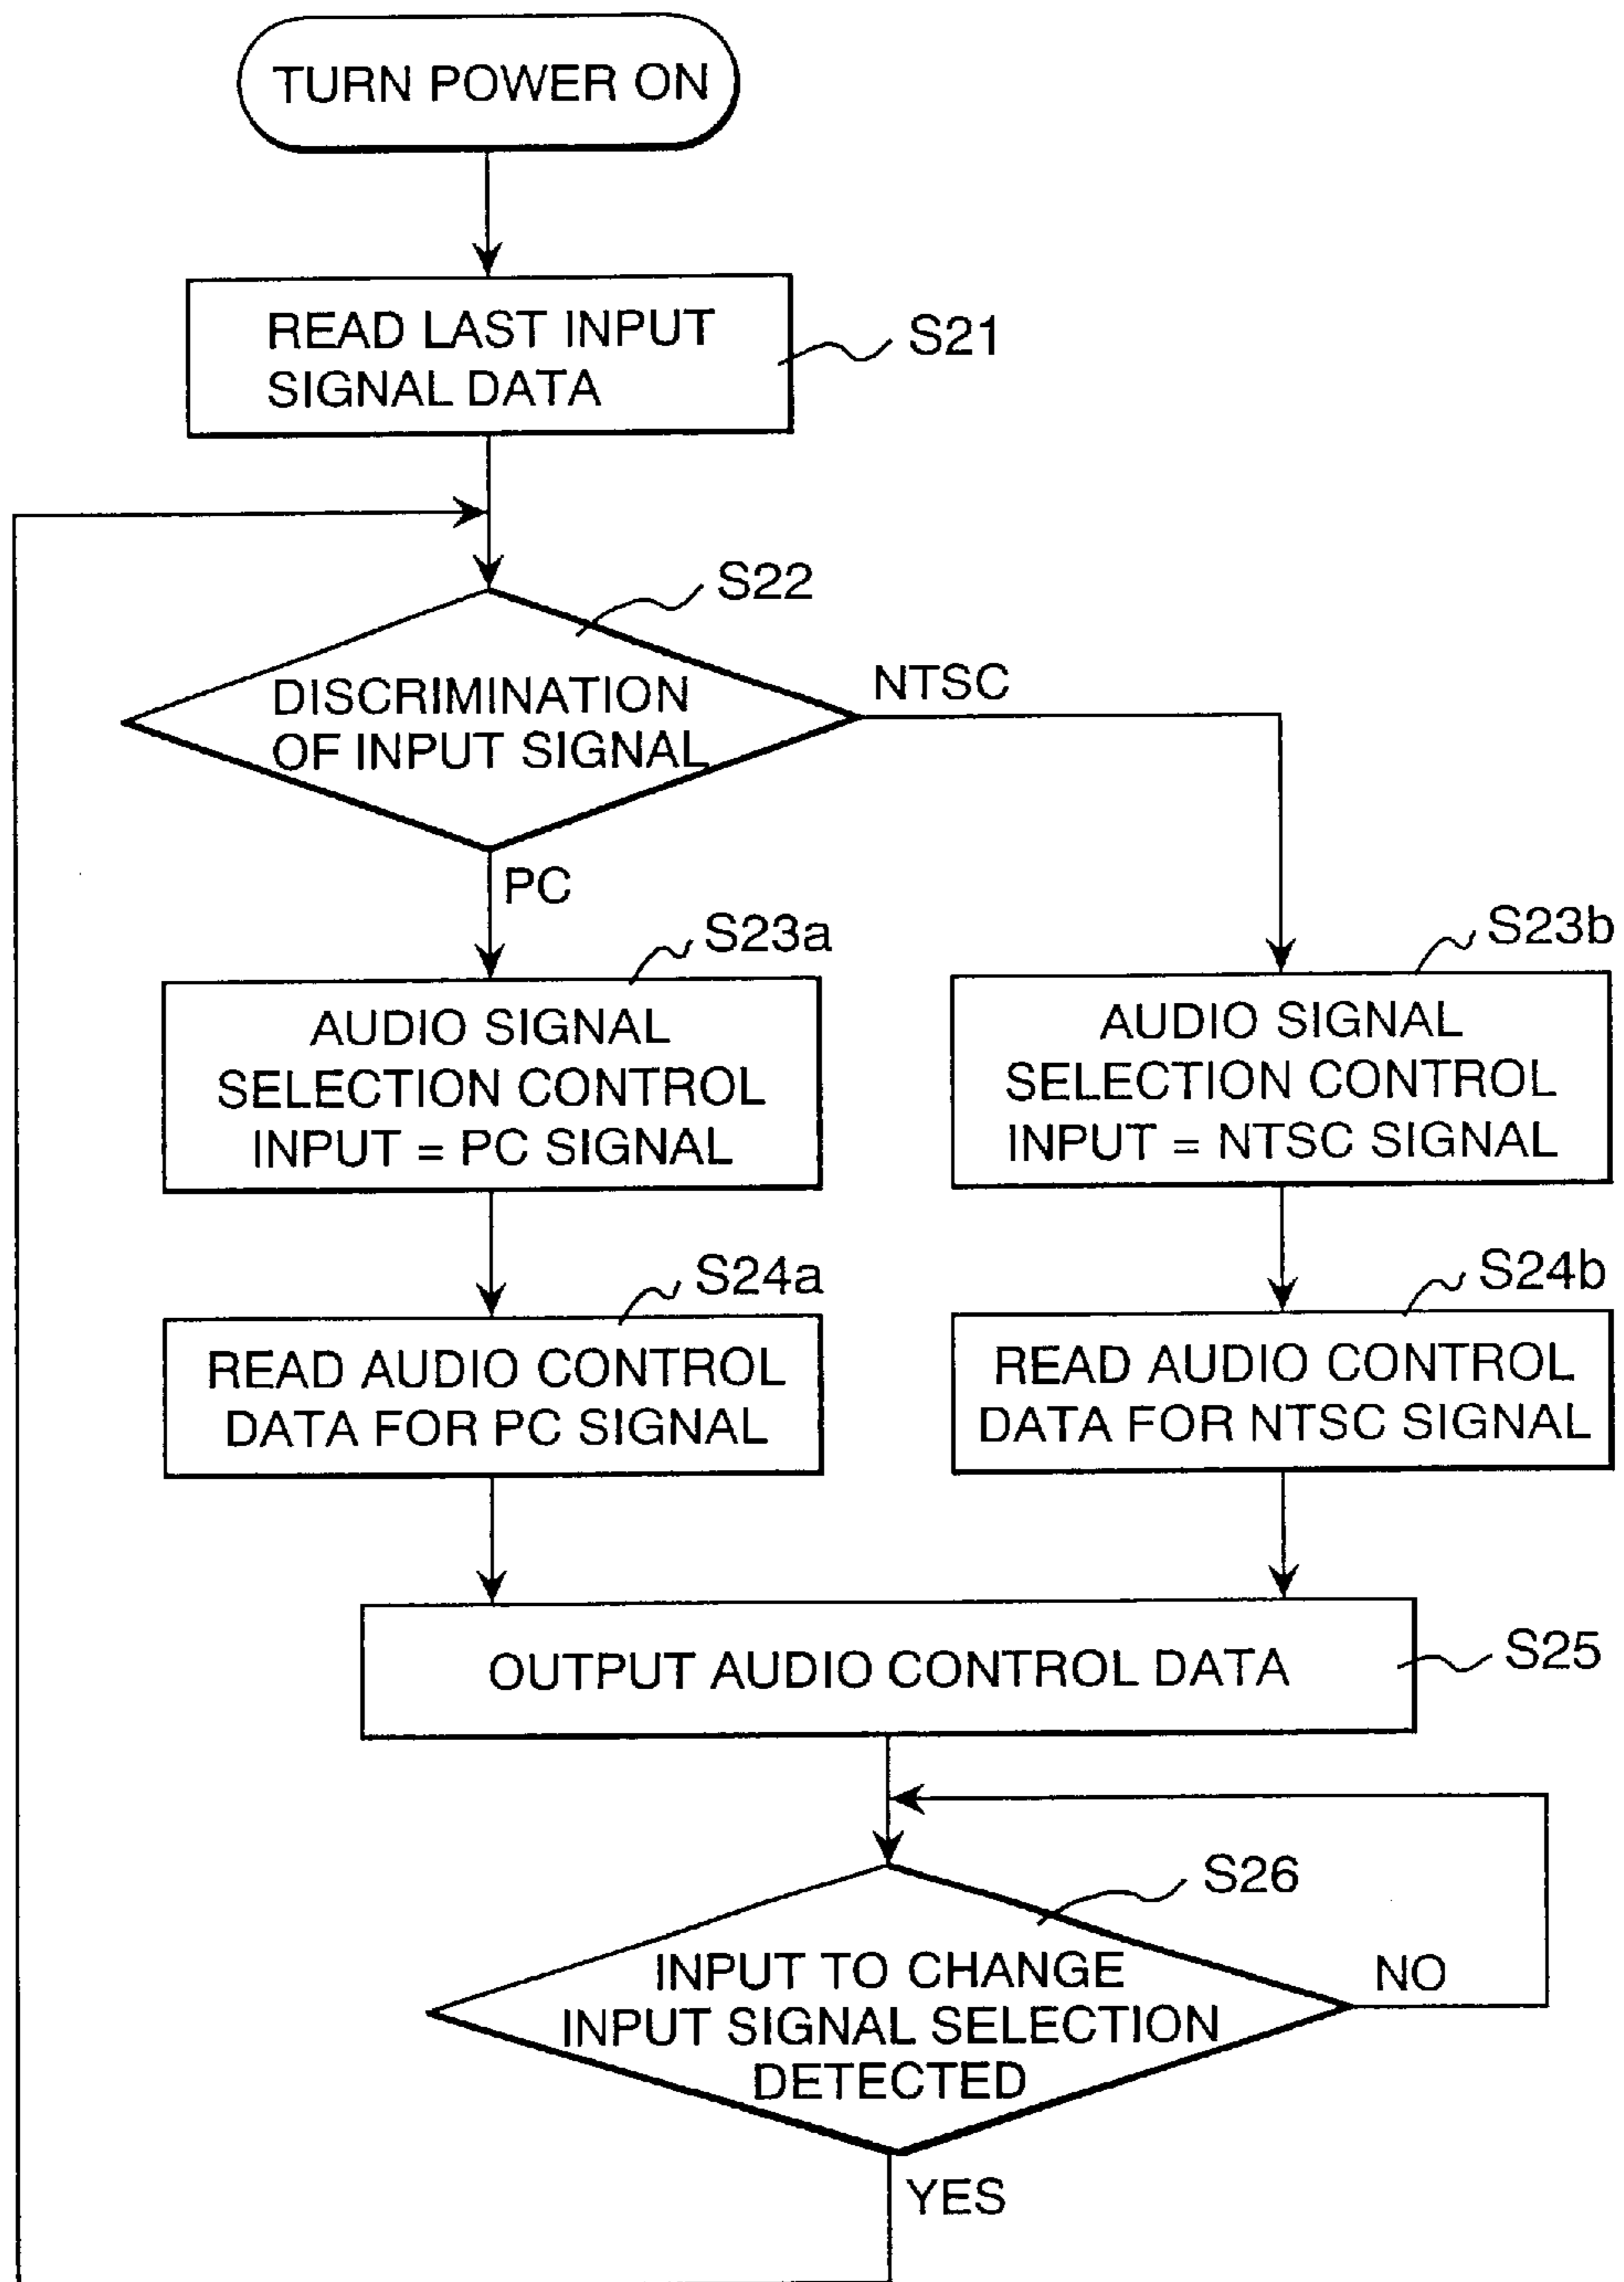 TURN POWER ON
READ LAST INPUT
SIGNAL DATA
S21
S22
DISCRIMINATION
OF INPUT SIGNAL
NTSC
PC
S23a
AUDIO SIGNAL
SELECTION CONTROL
INPUT = PC SIGNAL
S23b
AUDIO SIGNAL
SELECTION CONTROL
INPUT = NTSC SIGNAL
S24a
READ AUDIO CONTROL
DATA FOR PC SIGNAL
S24b
READ AUDIO CONTROL
DATA FOR NTSC SIGNAL
OUTPUT AUDIO CONTROL DATA
S25
S26
INPUT TO CHANGE
INPUT SIGNAL SELECTION
DETECTED
NO
YES